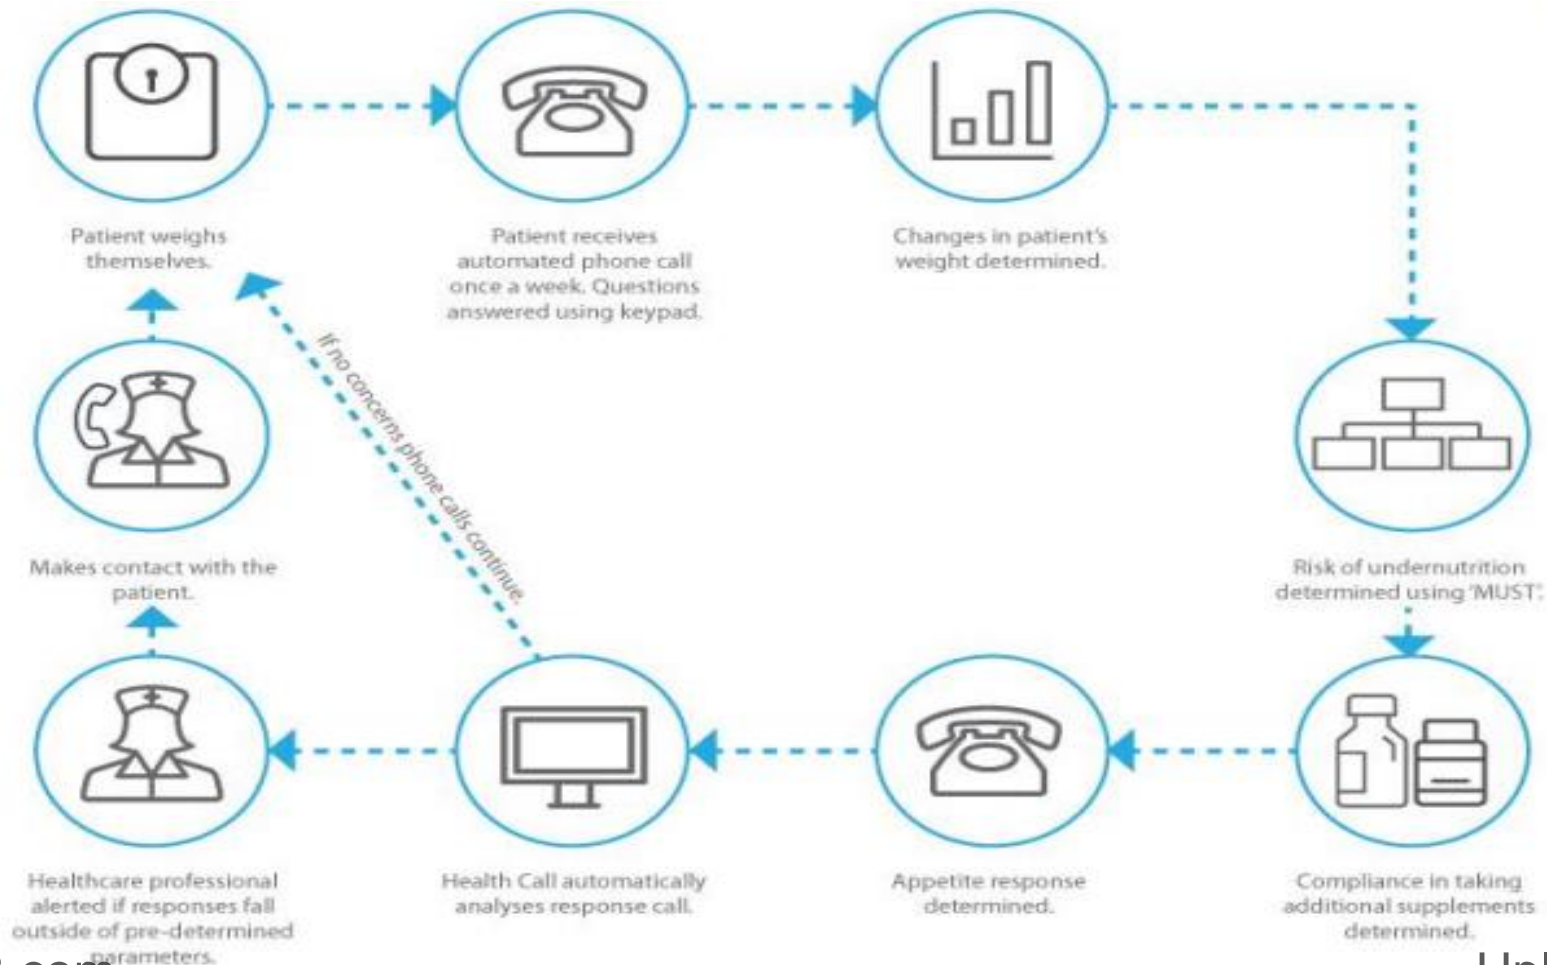 Patient weighs
themselves.
Patient receives
automated phone call
once a week. Questions
answered using keypad.
Changes in patient's
weight determined.
If no concerns phone calls continue.
Makes contact with the
patient.
Risk of undernutrition
determined using 'MUST'.
Healthcare professional
alerted if responses fall
outside of pre-determined
parameters.
Health Call automatically
analyses response call.
Appetite response
determined.
Compliance in taking
additional supplements
determined.